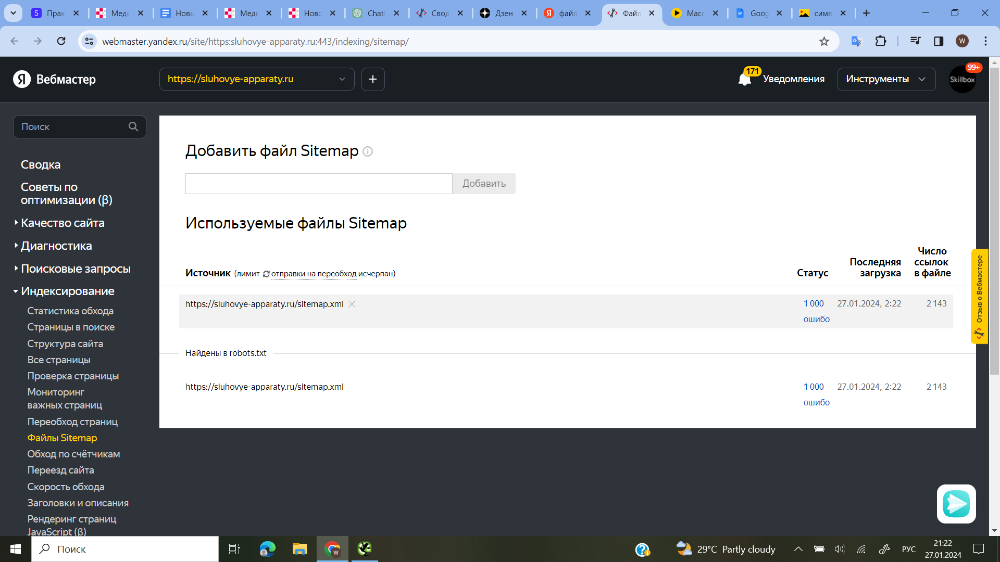 Прак
Меди
Новы
Меди
Ново
Chat
Свод
Дзен
файл
Файл
Масс
Goog
симв
webmaster.yandex.ru/site/https:sluhovye-apparaty.ru:443/indexing/sitemap/
W
Я Вебмастер
https://sluhovye-apparaty.ru
+
171
Уведомления
Инструменты
99+
Skillbox
Поиск
Сводка
Советы по
оптимизации (β)
Качество сайта
Диагностика
Поисковые запросы
Индексирование
Статистика обхода
Страницы в поиске
Структура сайта
Все страницы
Проверка страницы
Мониторинг
важных страниц
Переобход страниц
Файлы Sitemap
Обход по счётчикам
Переезд сайта
Скорость обхода
Заголовки и описания
Рендеринг страниц
JavaScript (β)
Добавить файл Sitemap
Добавить
Используемые файлы Sitemap
Источник (лимит отправки на переобход исчерпан)
Статус
Последняя
загрузка
Число
ссылок
в файле
https://sluhovye-apparaty.ru/sitemap.xml
1 000
ошибо
27.01.2024, 2:22
2 143
Найдены в robots.txt
https://sluhovye-apparaty.ru/sitemap.xml
1 000
ошибо
27.01.2024, 2:22
2 143
Отзыв о Вебмастере
Поиск
29°C Partly cloudy
РУС
21:22
27.01.2024